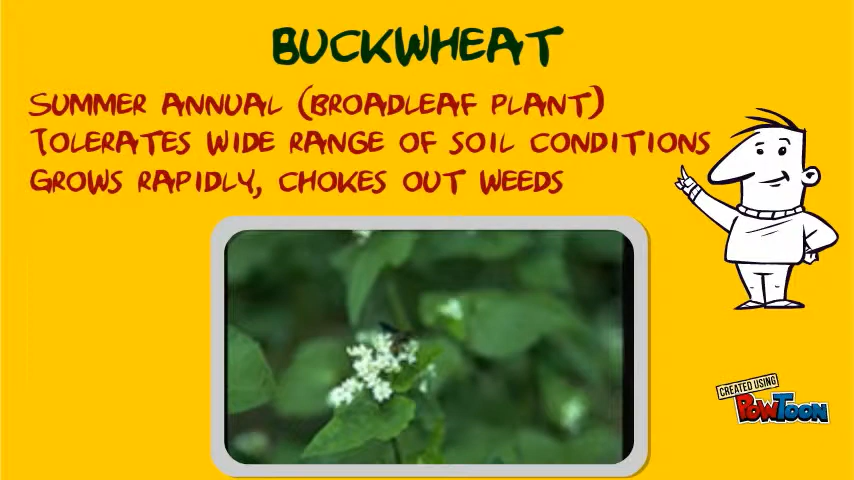 BUCKWHEAT
SUMMER ANNUAL (BROADLEAF PLANT)
TOLERATES WIDE RANGE OF SOIL CONDITIONS
GROWS RAPIDLY, CHOKES OUT WEEDS
CREATED USING
POWTOON